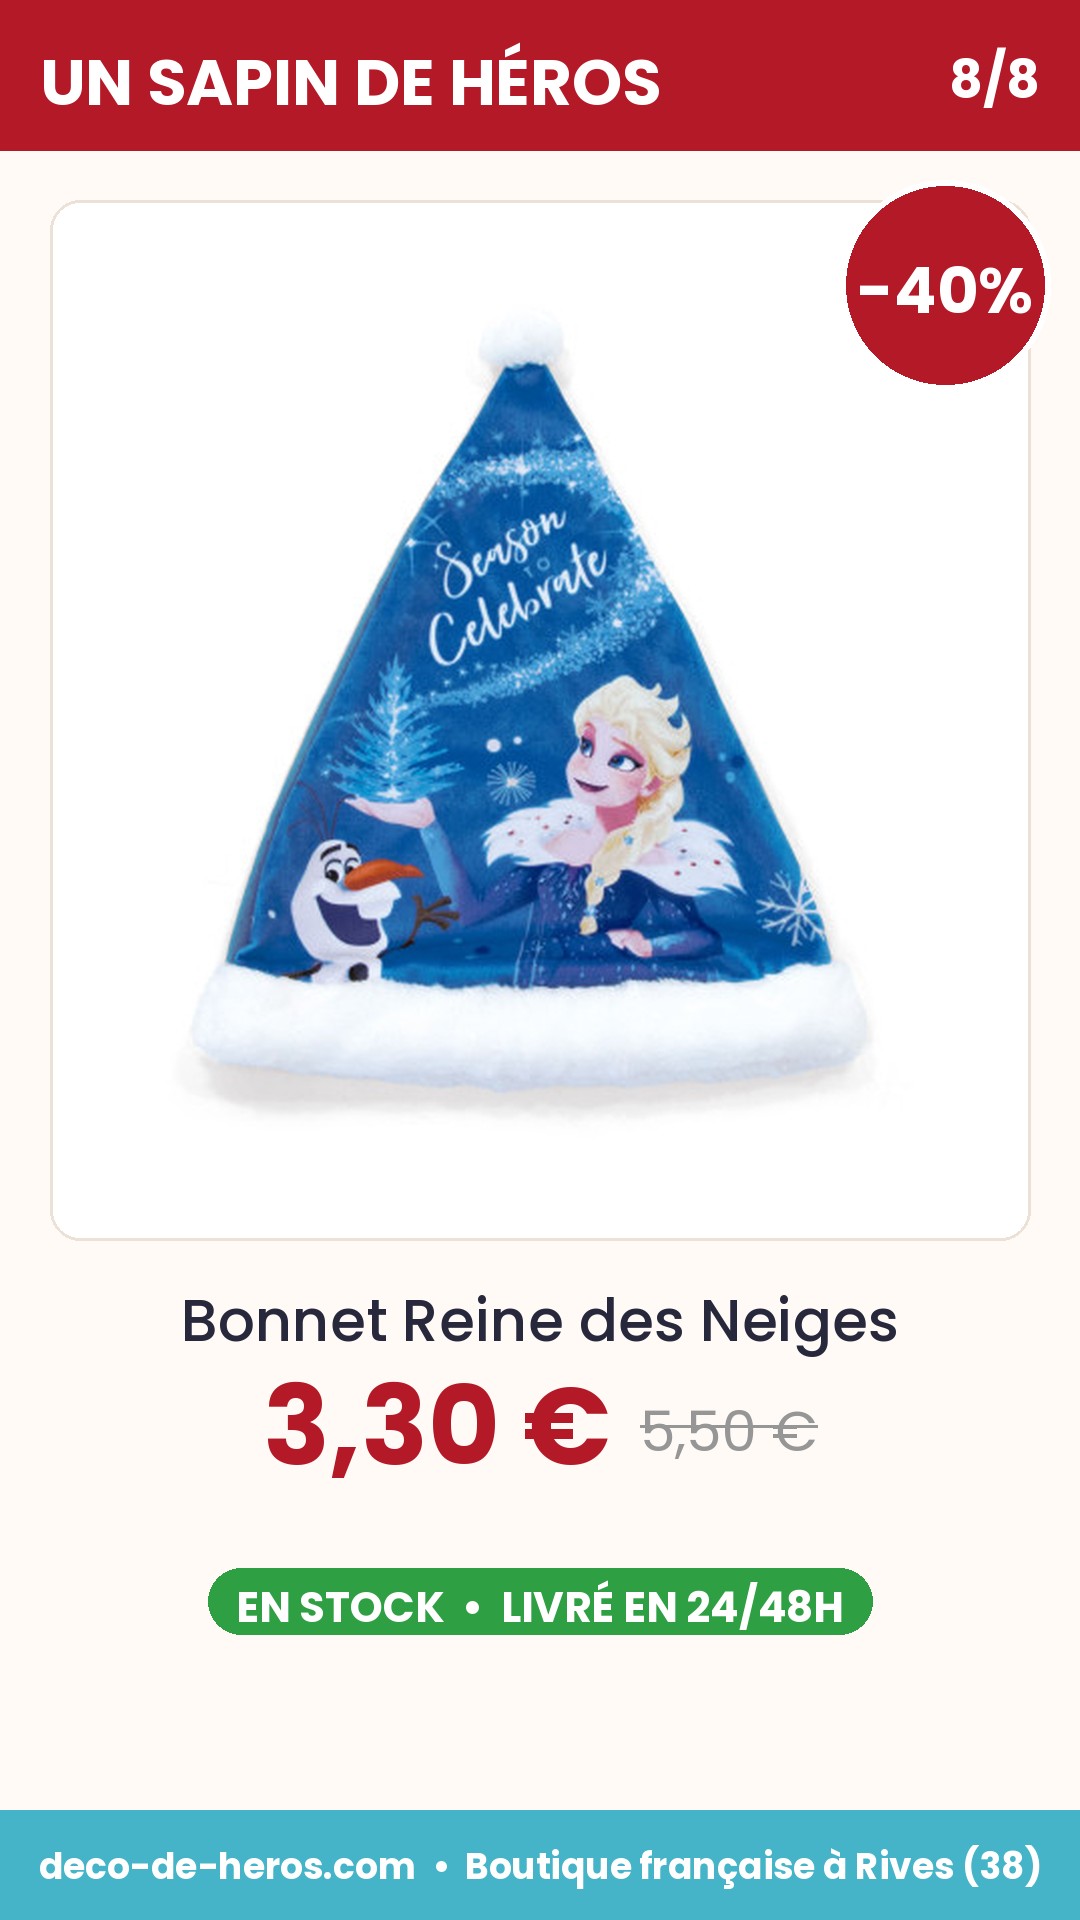 UN SAPIN DE HÉROS
8/8
-40%
Season
TO
Celebrate
Bonnet Reine des Neiges
3,30 € 5,50 €
EN STOCK • LIVRÉ EN 24/48H
deco-de-heros.com • Boutique française à Rives (38)